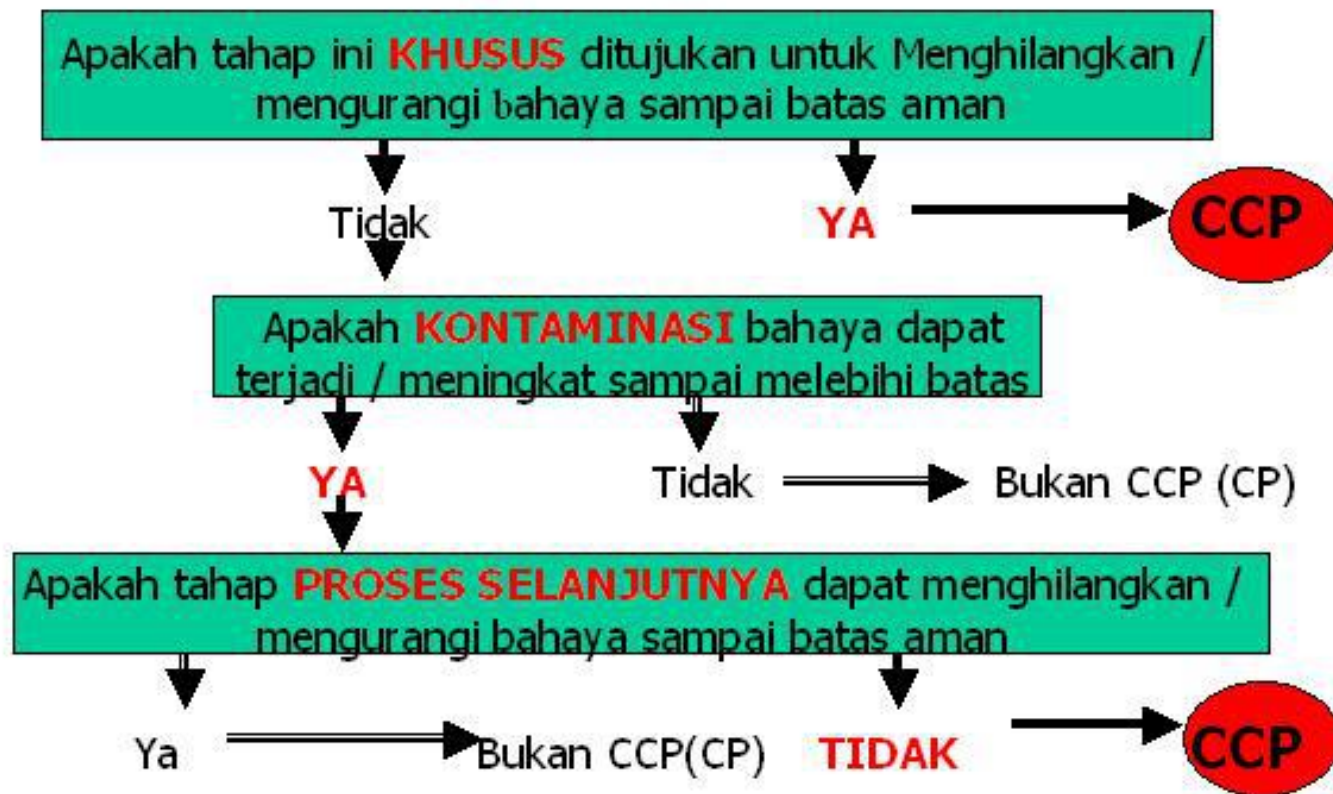 Apakah tahap ini KHUSUS ditujukan untuk Menghilangkan /
mengurangi bahaya sampai batas aman
Tidak
YA
CCP
Apakah KONTAMINASI bahaya dapat
terjadi / meningkat sampai melebihi batas
YA
Tidak
Bukan CCP (CP)
Apakah tahap PROSES SELANJUTNYA dapat menghilangkan /
mengurangi bahaya sampai batas aman
Ya
Bukan CCP(CP)
TIDAK
CCP